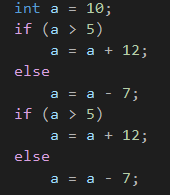 int a = 10;
if (a > 5)
    a = a + 12;
else
    a = a - 7;
if (a > 5)
    a = a + 12;
else
    a = a - 7;